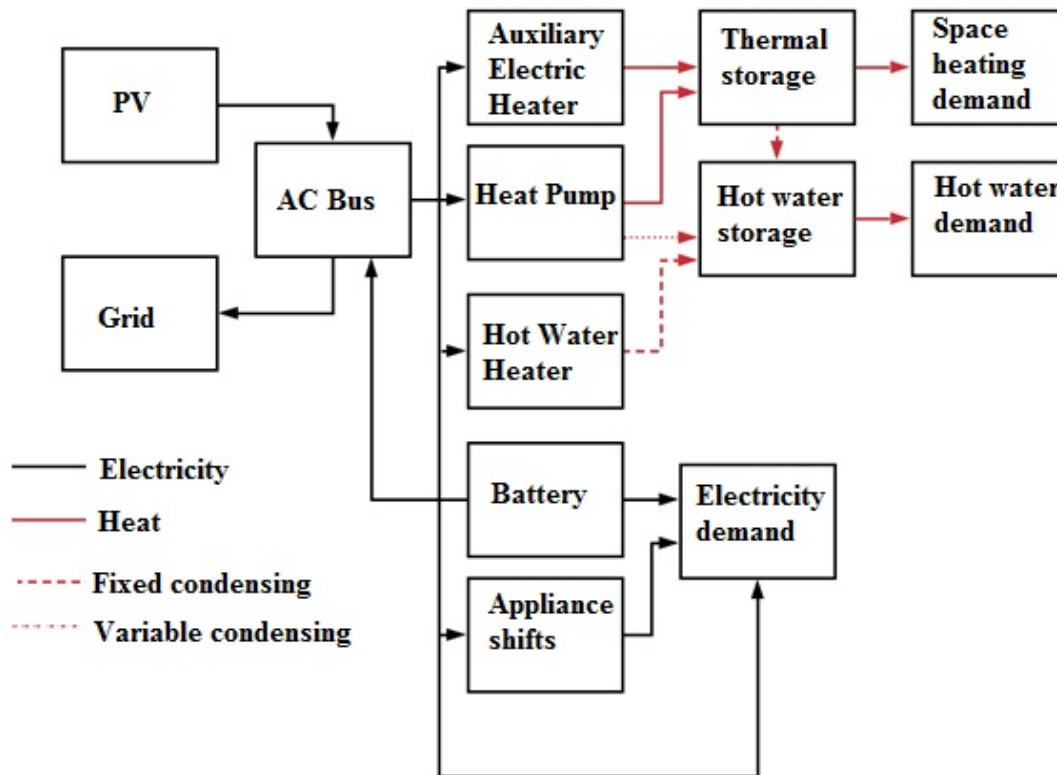 PV
AC Bus
Grid
Auxiliary
Electric
Heater
Heat Pump
Hot Water
Heater
Battery
Appliance
shifts
Thermal
storage
Hot water
storage
Space
heating
demand
Hot water
demand
Electricity
demand
Electricity
Heat
Fixed condensing
Variable condensing